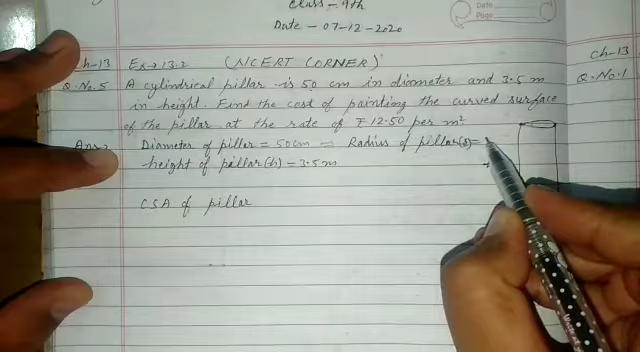 Class - 9th
Date - 07-12-2020
Date
Page
Ch-13 Ex-13.2 (NCERT CORNER)
Ch-13
Q.No.5 A cylindrical pillar is 50 cm in diameter and 3.5 m
Q.No.1
in height. Find the cost of painting the curved surface
of the pillar at the rate of ₹12.50 per m²
Ans> Diameter of pillar = 50cm ⇒ Radius of pillar(r) =
height of pillar(h) = 3.5m
CSA of pillar